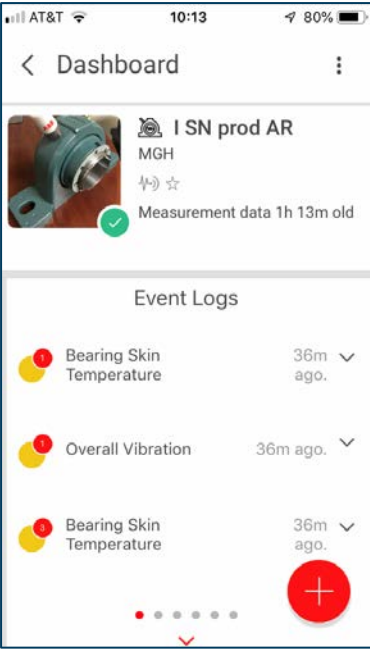 AT&T 10:13 80%
Dashboard
I SN prod AR
MGH
Measurement data 1h 13m old
Event Logs
1
Bearing Skin 36m
Temperature ago.
1
Overall Vibration 36m ago.
3
Bearing Skin 36m
Temperature ago.